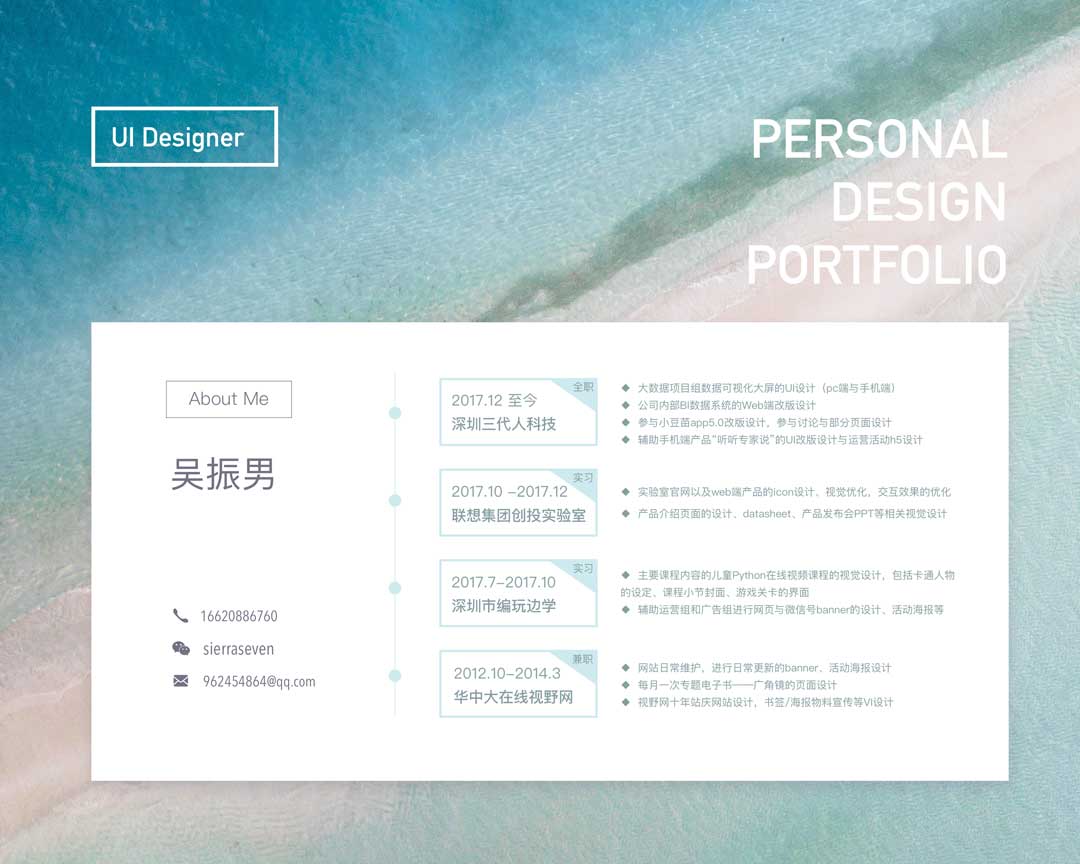 UI Designer
PERSONAL
DESIGN
PORTFOLIO
About Me
吴振男
16620886760
sierraseven
962454864@qq.com
全职
2017.12 至今
深圳三代人科技
◆ 大数据项目组数据可视化大屏的UI设计（pc端与手机端）
◆ 公司内部BI数据系统的Web端改版设计
◆ 参与小豆苗app5.0改版设计，参与讨论与部分页面设计
◆ 辅助手机端产品“听听专家说”的UI改版设计与运营活动h5设计
实习
2017.10 –2017.12
联想集团创投实验室
◆ 实验室官网以及web端产品的icon设计、视觉优化，交互效果的优化
◆ 产品介绍页面的设计、datasheet、产品发布会PPT等相关视觉设计
实习
2017.7–2017.10
深圳市编玩边学
◆ 主要课程内容的儿童Python在线视频课程的视觉设计，包括卡通人物
的设定、课程小节封面、游戏关卡的界面
◆ 辅助运营组和广告组进行网页与微信号banner的设计、活动海报等
兼职
2012.10–2014.3
华中大在线视野网
◆ 网站日常维护，进行日常更新的banner、活动海报设计
◆ 每月一次专题电子书——广角镜的页面设计
◆ 视野网十年站庆网站设计，书签/海报物料宣传等VI设计